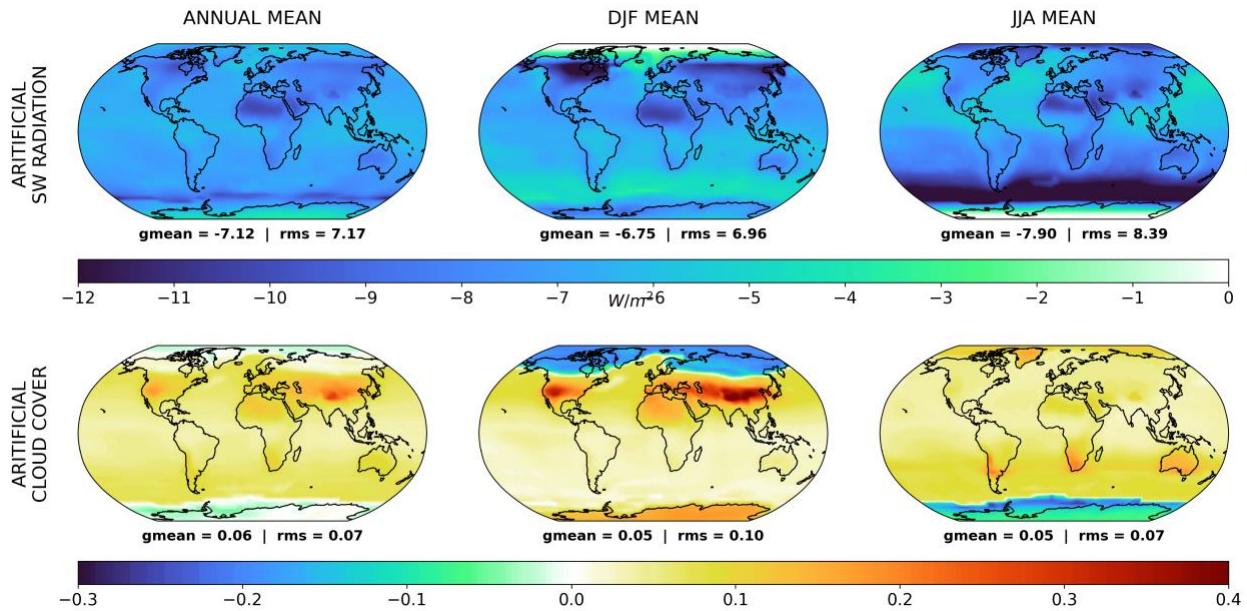 ANNUAL MEAN
DJF MEAN
JJA MEAN
ARITIFICIAL
SW RADIATION
gmean = -7.12 | rms = 7.17
gmean = -6.75 | rms = 6.96
gmean = -7.90 | rms = 8.39
−12 −11 −10 −9 −8 −7 −6 −5 −4 −3 −2 −1 0
W/m²
ARITIFICIAL
CLOUD COVER
gmean = 0.06 | rms = 0.07
gmean = 0.05 | rms = 0.10
gmean = 0.05 | rms = 0.07
−0.3 −0.2 −0.1 0.0 0.1 0.2 0.3 0.4